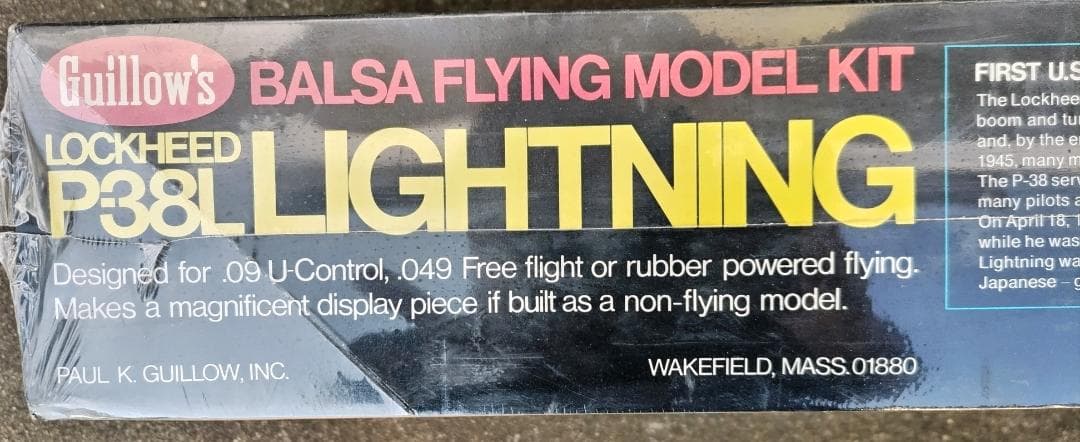 Guillow's BALSA FLYING MODEL KIT
LOCKHEED
P-38L LIGHTNING
Designed for .09 U-Control, .049 Free flight or rubber powered flying.
Makes a magnificent display piece if built as a non-flying model.
PAUL K. GUILLOW, INC. WAKEFIELD, MASS. 01880
FIRST U.S
The Lockhee
boom and tu
and, by the e
1945, many m
The P-38 serv
many pilots a
On April 18, 1
while he was
Lightning wa
Japanese – g